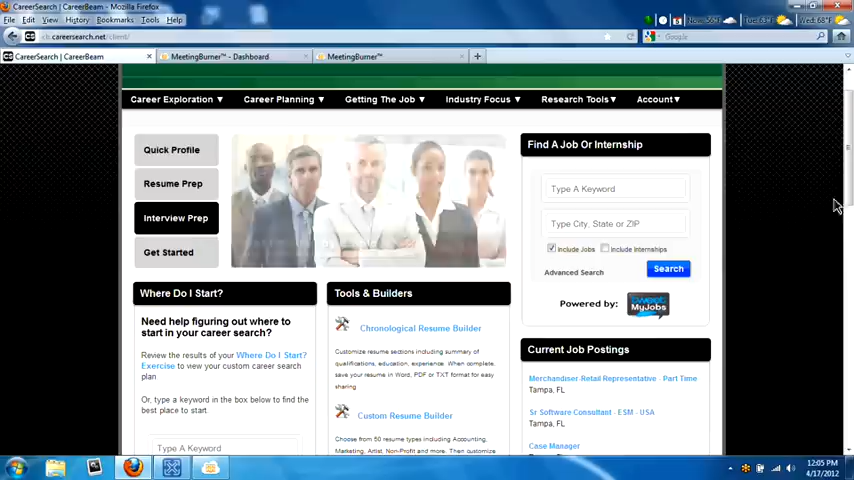 CareerSearch | CareerBeam - Mozilla Firefox
File Edit View History Bookmarks Tools Help
Now: 56°F Tue: 63°F Wed: 68°F
careersearch.net/client/
Google
CareerSearch | CareerBeam
MeetingBurner™ - Dashboard
MeetingBurner™
Career Exploration ▼ Career Planning ▼ Getting The Job ▼ Industry Focus ▼ Research Tools▼ Account▼
Quick Profile
Resume Prep
Interview Prep
Get Started
Find A Job Or Internship
Type A Keyword
Type City, State or ZIP
Include Jobs Include Internships
Advanced Search Search
Powered by: tweet MyJobs
Where Do I Start?
Need help figuring out where to
start in your career search?
Review the results of your Where Do I Start?
Exercise to view your custom career search
plan
Or, type a keyword in the box below to find the
best place to start.
Type A Keyword
Tools & Builders
Chronological Resume Builder
Customize resume sections including summary of
qualifications, education, experience. When complete,
save your resume in Word, PDF or TXT format for easy
sharing
Custom Resume Builder
Choose from 50 resume types including Accounting,
Marketing, Artist, Non-Profit and more. Then customize
Current Job Postings
Merchandiser-Retail Representative - Part Time
Tampa, FL
Sr Software Consultant - ESM - USA
Tampa, FL
Case Manager
Tampa, FL
12:05 PM
4/17/2012